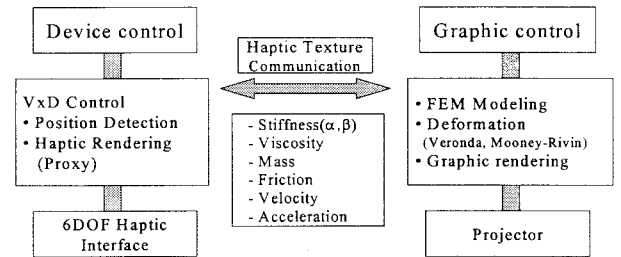 Device control
VxD Control
• Position Detection
• Haptic Rendering
(Proxy)
6DOF Haptic
Interface
Haptic Texture
Communication
- Stiffness(α,β)
- Viscosity
- Mass
- Friction
- Velocity
- Acceleration
Graphic control
• FEM Modeling
• Deformation
(Veronda, Mooney-Rivin)
• Graphic rendering
Projector